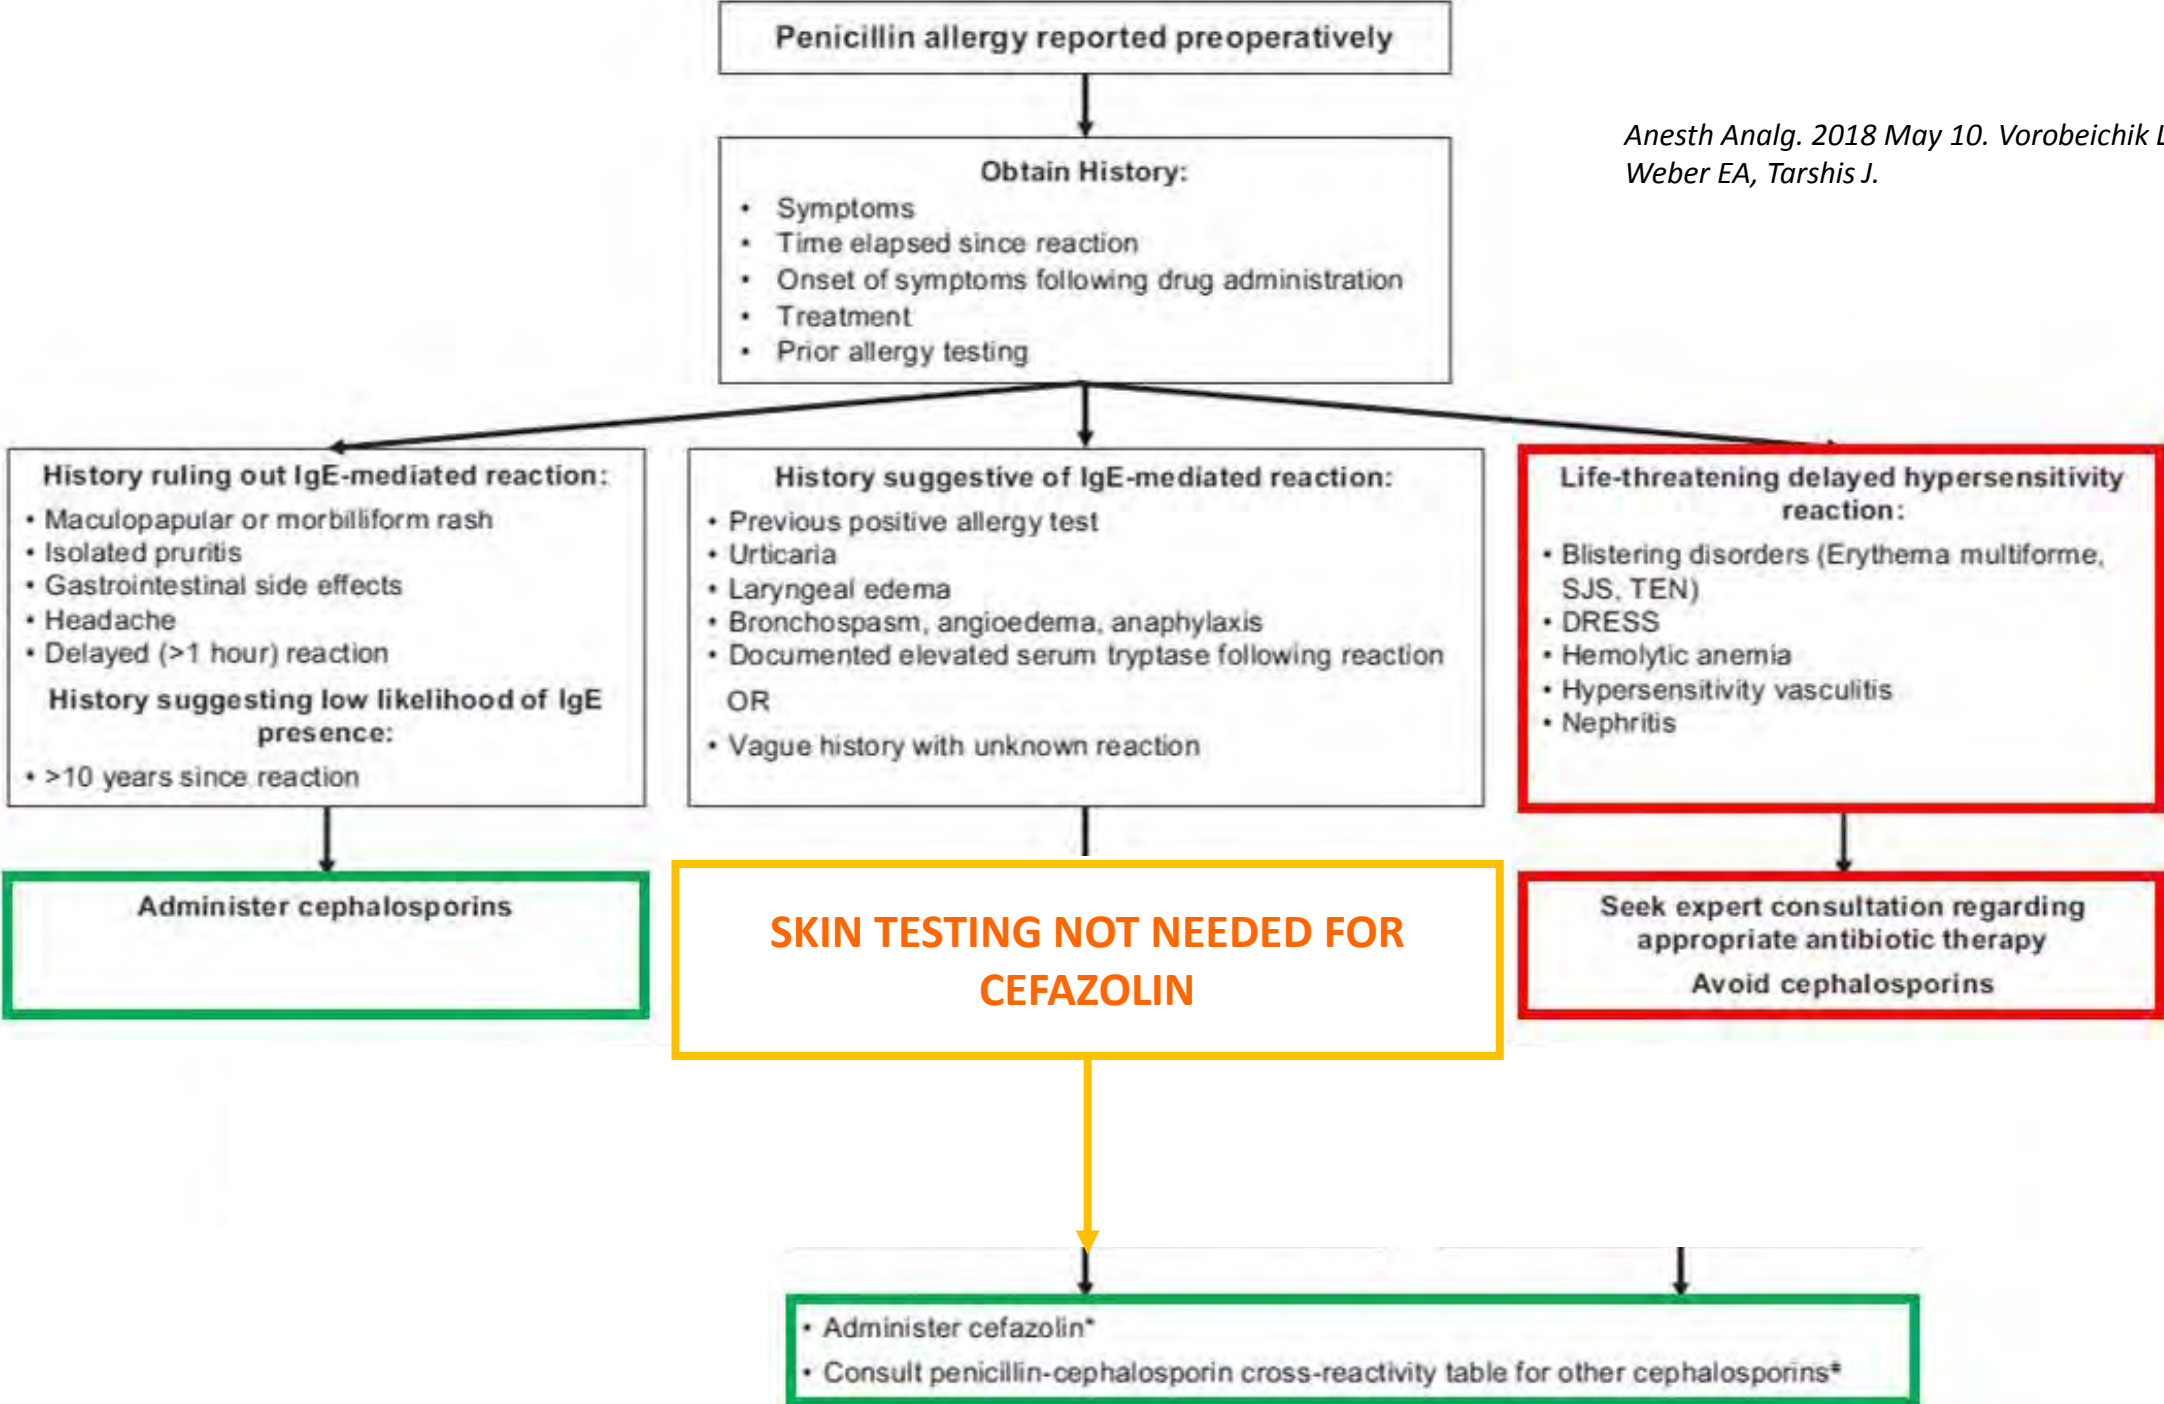 Penicillin allergy reported preoperatively
Anesth Analg. 2018 May 10. Vorobeichik L
Weber EA, Tarshis J.
Obtain History:
• Symptoms
• Time elapsed since reaction
• Onset of symptoms following drug administration
• Treatment
• Prior allergy testing
History ruling out IgE-mediated reaction:
• Maculopapular or morbilliform rash
• Isolated pruritis
• Gastrointestinal side effects
• Headache
• Delayed (>1 hour) reaction
History suggesting low likelihood of IgE
presence:
• >10 years since reaction
History suggestive of IgE-mediated reaction:
• Previous positive allergy test
• Urticaria
• Laryngeal edema
• Bronchospasm, angioedema, anaphylaxis
• Documented elevated serum tryptase following reaction
OR
• Vague history with unknown reaction
Life-threatening delayed hypersensitivity
reaction:
• Blistering disorders (Erythema multiforme,
SJS, TEN)
• DRESS
• Hemolytic anemia
• Hypersensitivity vasculitis
• Nephritis
Administer cephalosporins
SKIN TESTING NOT NEEDED FOR
CEFAZOLIN
Seek expert consultation regarding
appropriate antibiotic therapy
Avoid cephalosporins
• Administer cefazolin*
• Consult penicillin-cephalosporin cross-reactivity table for other cephalosporins‡